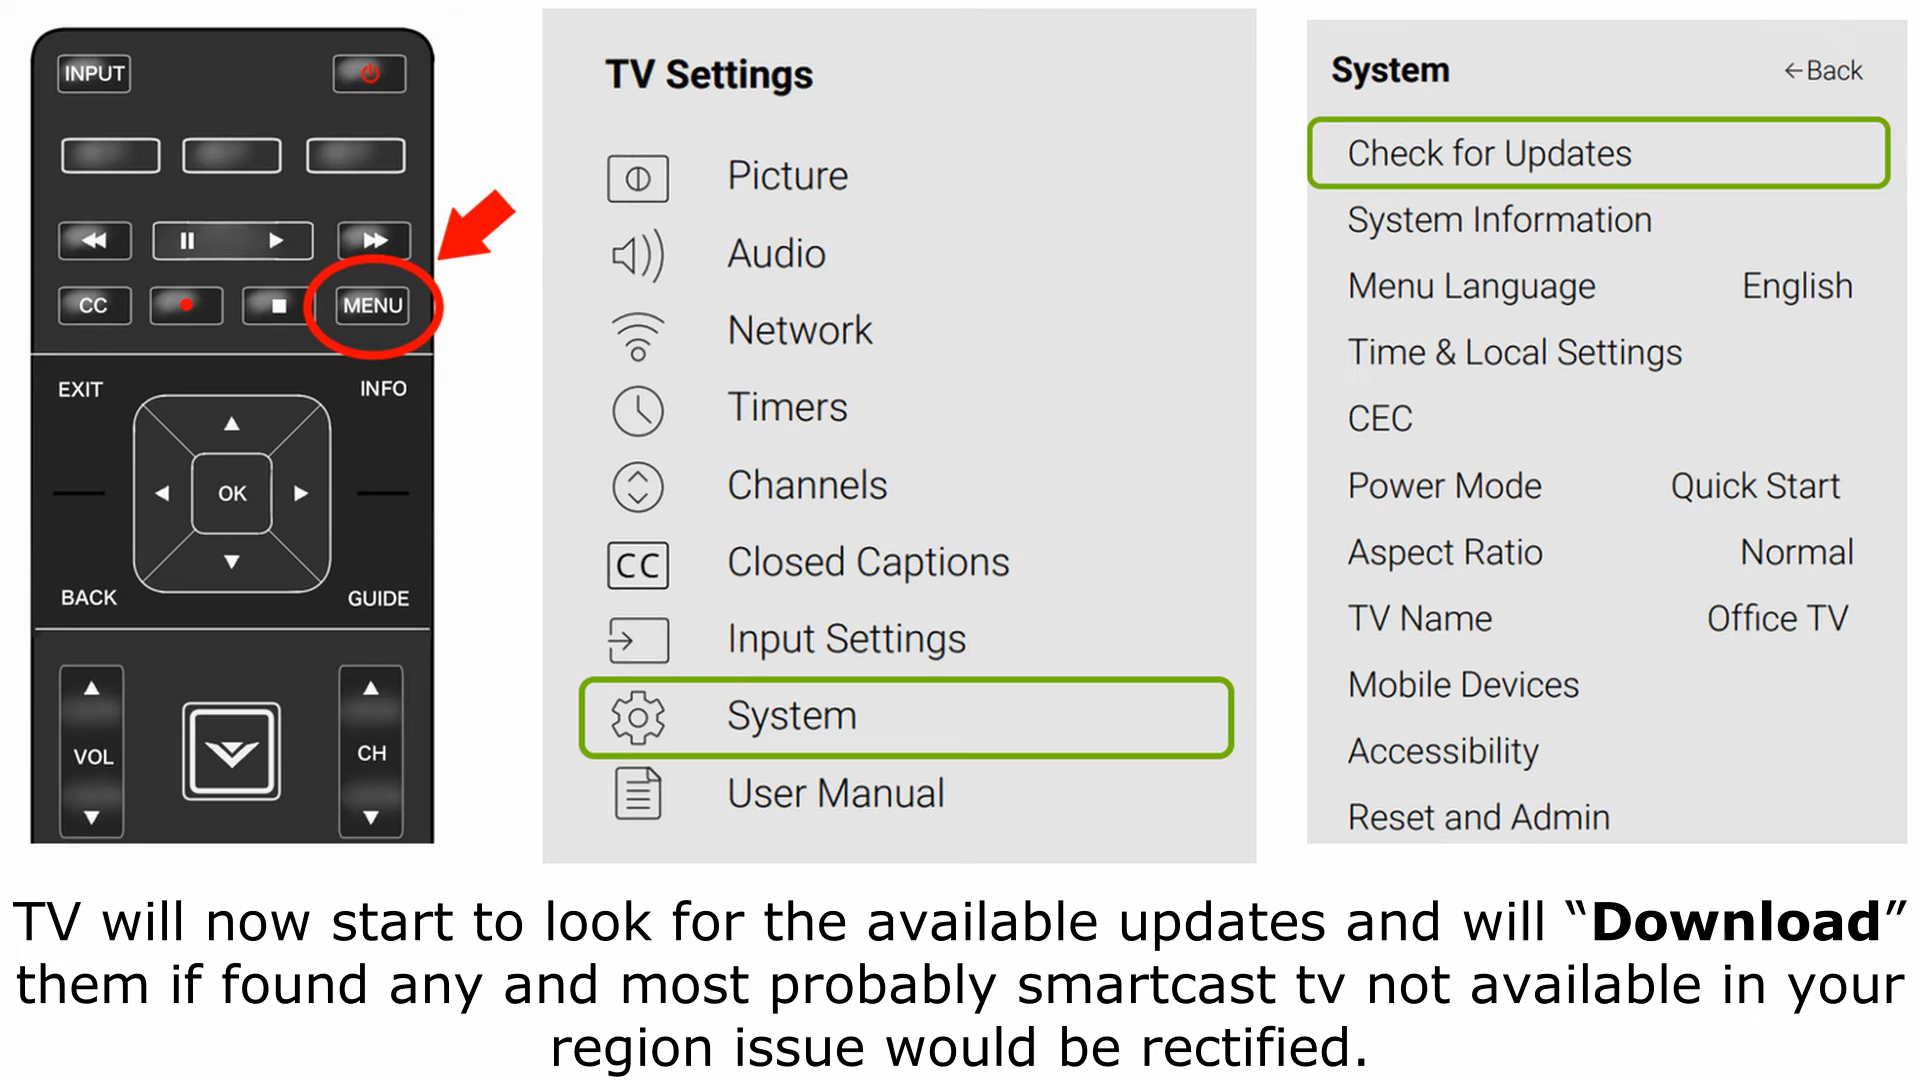 INPUT
CC
MENU
EXIT
INFO
OK
BACK
GUIDE
VOL
CH
TV Settings
Picture
Audio
Network
Timers
Channels
CC Closed Captions
Input Settings
System
User Manual
System ←Back
Check for Updates
System Information
Menu Language English
Time & Local Settings
CEC
Power Mode Quick Start
Aspect Ratio Normal
TV Name Office TV
Mobile Devices
Accessibility
Reset and Admin
TV will now start to look for the available updates and will “Download”
them if found any and most probably smartcast tv not available in your
region issue would be rectified.